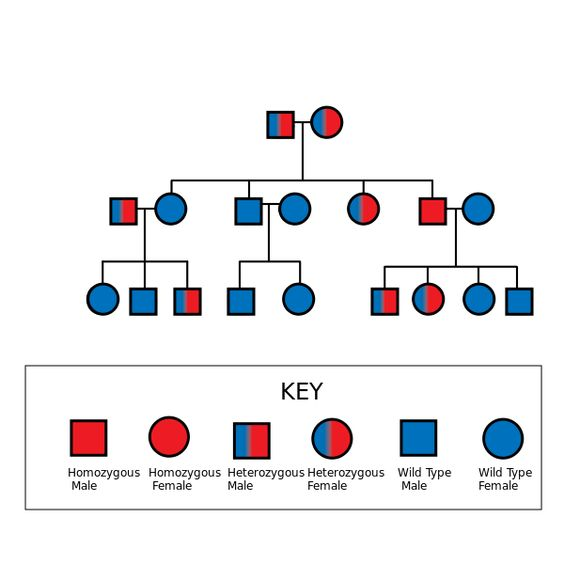 KEY
Homozygous Male
Homozygous Female
Heterozygous Male
Heterozygous Female
Wild Type Male
Wild Type Female